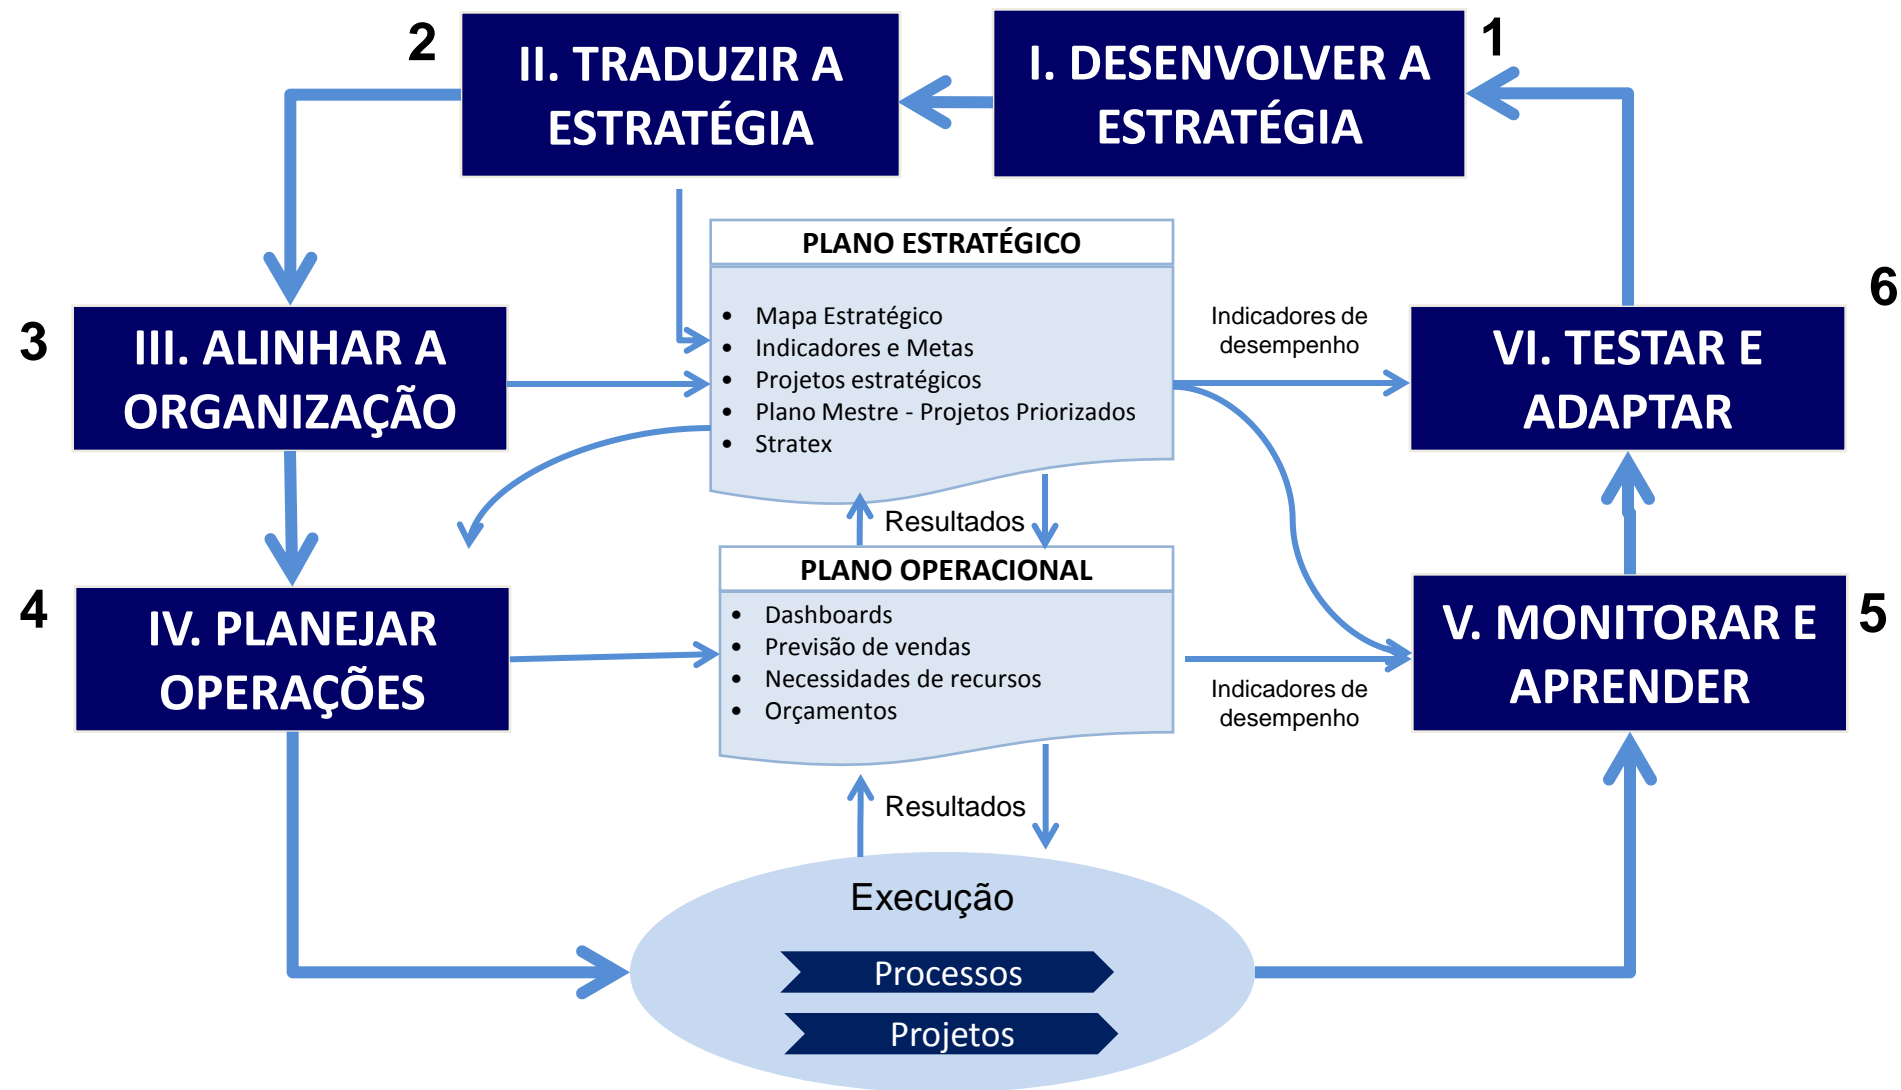 2
II. TRADUZIR A
ESTRATÉGIA
I. DESENVOLVER A
ESTRATÉGIA
1
PLANO ESTRATÉGICO
• Mapa Estratégico
• Indicadores e Metas
• Projetos estratégicos
• Plano Mestre - Projetos Priorizados
• Stratex
3
III. ALINHAR A
ORGANIZAÇÃO
Indicadores de
desempenho
6
VI. TESTAR E
ADAPTAR
Resultados
4
IV. PLANEJAR
OPERAÇÕES
PLANO OPERACIONAL
• Dashboards
• Previsão de vendas
• Necessidades de recursos
• Orçamentos
Indicadores de
desempenho
V. MONITORAR E
APRENDER
5
Resultados
Execução
Processos
Projetos